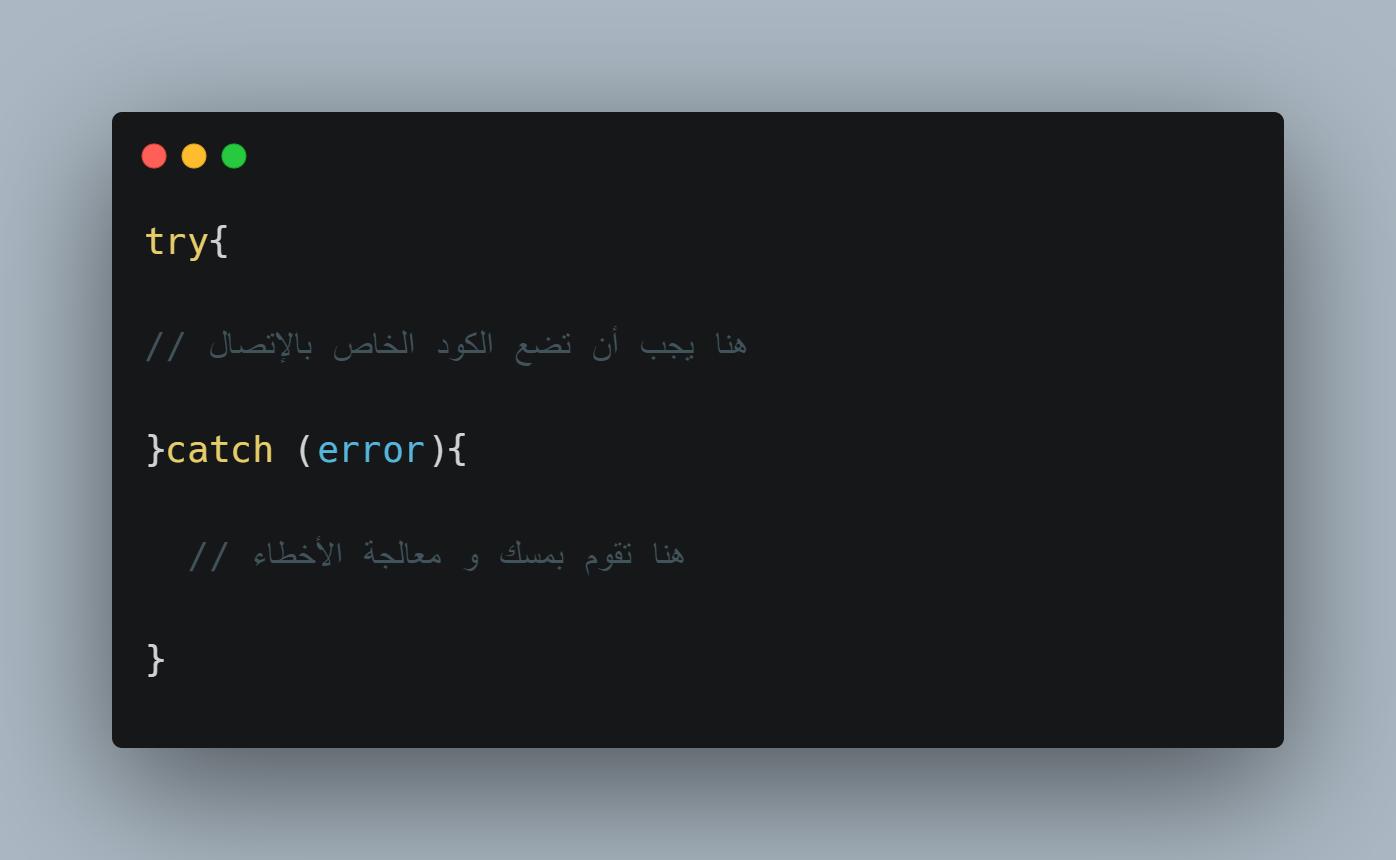 try{
// هنا يجب أن تضع الكود الخاص بالإتصال
}catch (error){
// هنا تقوم بمسك و معالجة الأخطاء
}